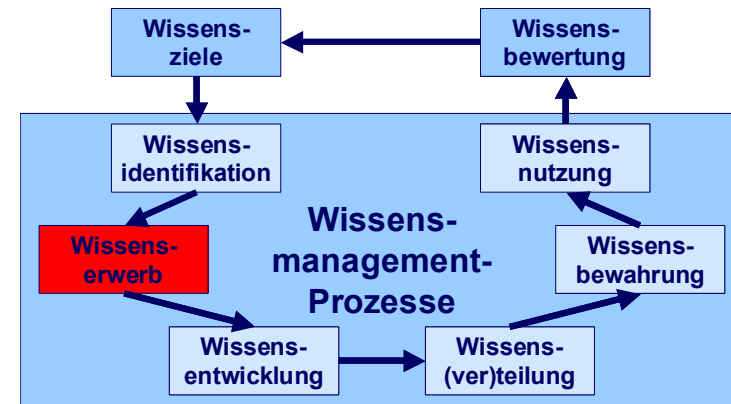 Wissens-
ziele
Wissens-
bewertung
Wissens-
identifikation
Wissens-
nutzung
Wissens-
erwerb
Wissens-
management-
Prozesse
Wissens-
bewahrung
Wissens-
entwicklung
Wissens-
(ver)teilung